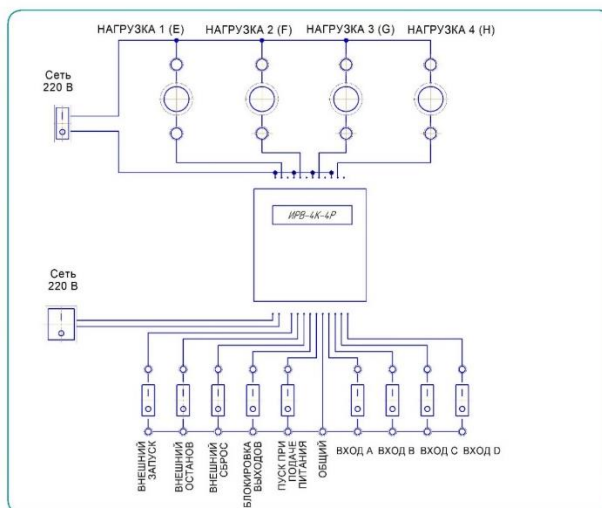 НАГРУЗКА 1 (E) НАГРУЗКА 2 (F) НАГРУЗКА 3 (G) НАГРУЗКА 4 (H)
Сеть
220 В
ИРВ-4К-4Р
Сеть
220 В
ВНЕШНИЙ
ЗАПУСК
ВНЕШНИЙ
ОСТАНОВ
ВНЕШНИЙ
СБРОС
БЛОКИРОВКА
ВЫХОДОВ
ПУСК ПРИ
ПОДАЧЕ
ПИТАНИЯ
ОБЩИЙ
ВХОД A ВХОД B ВХОД C ВХОД D